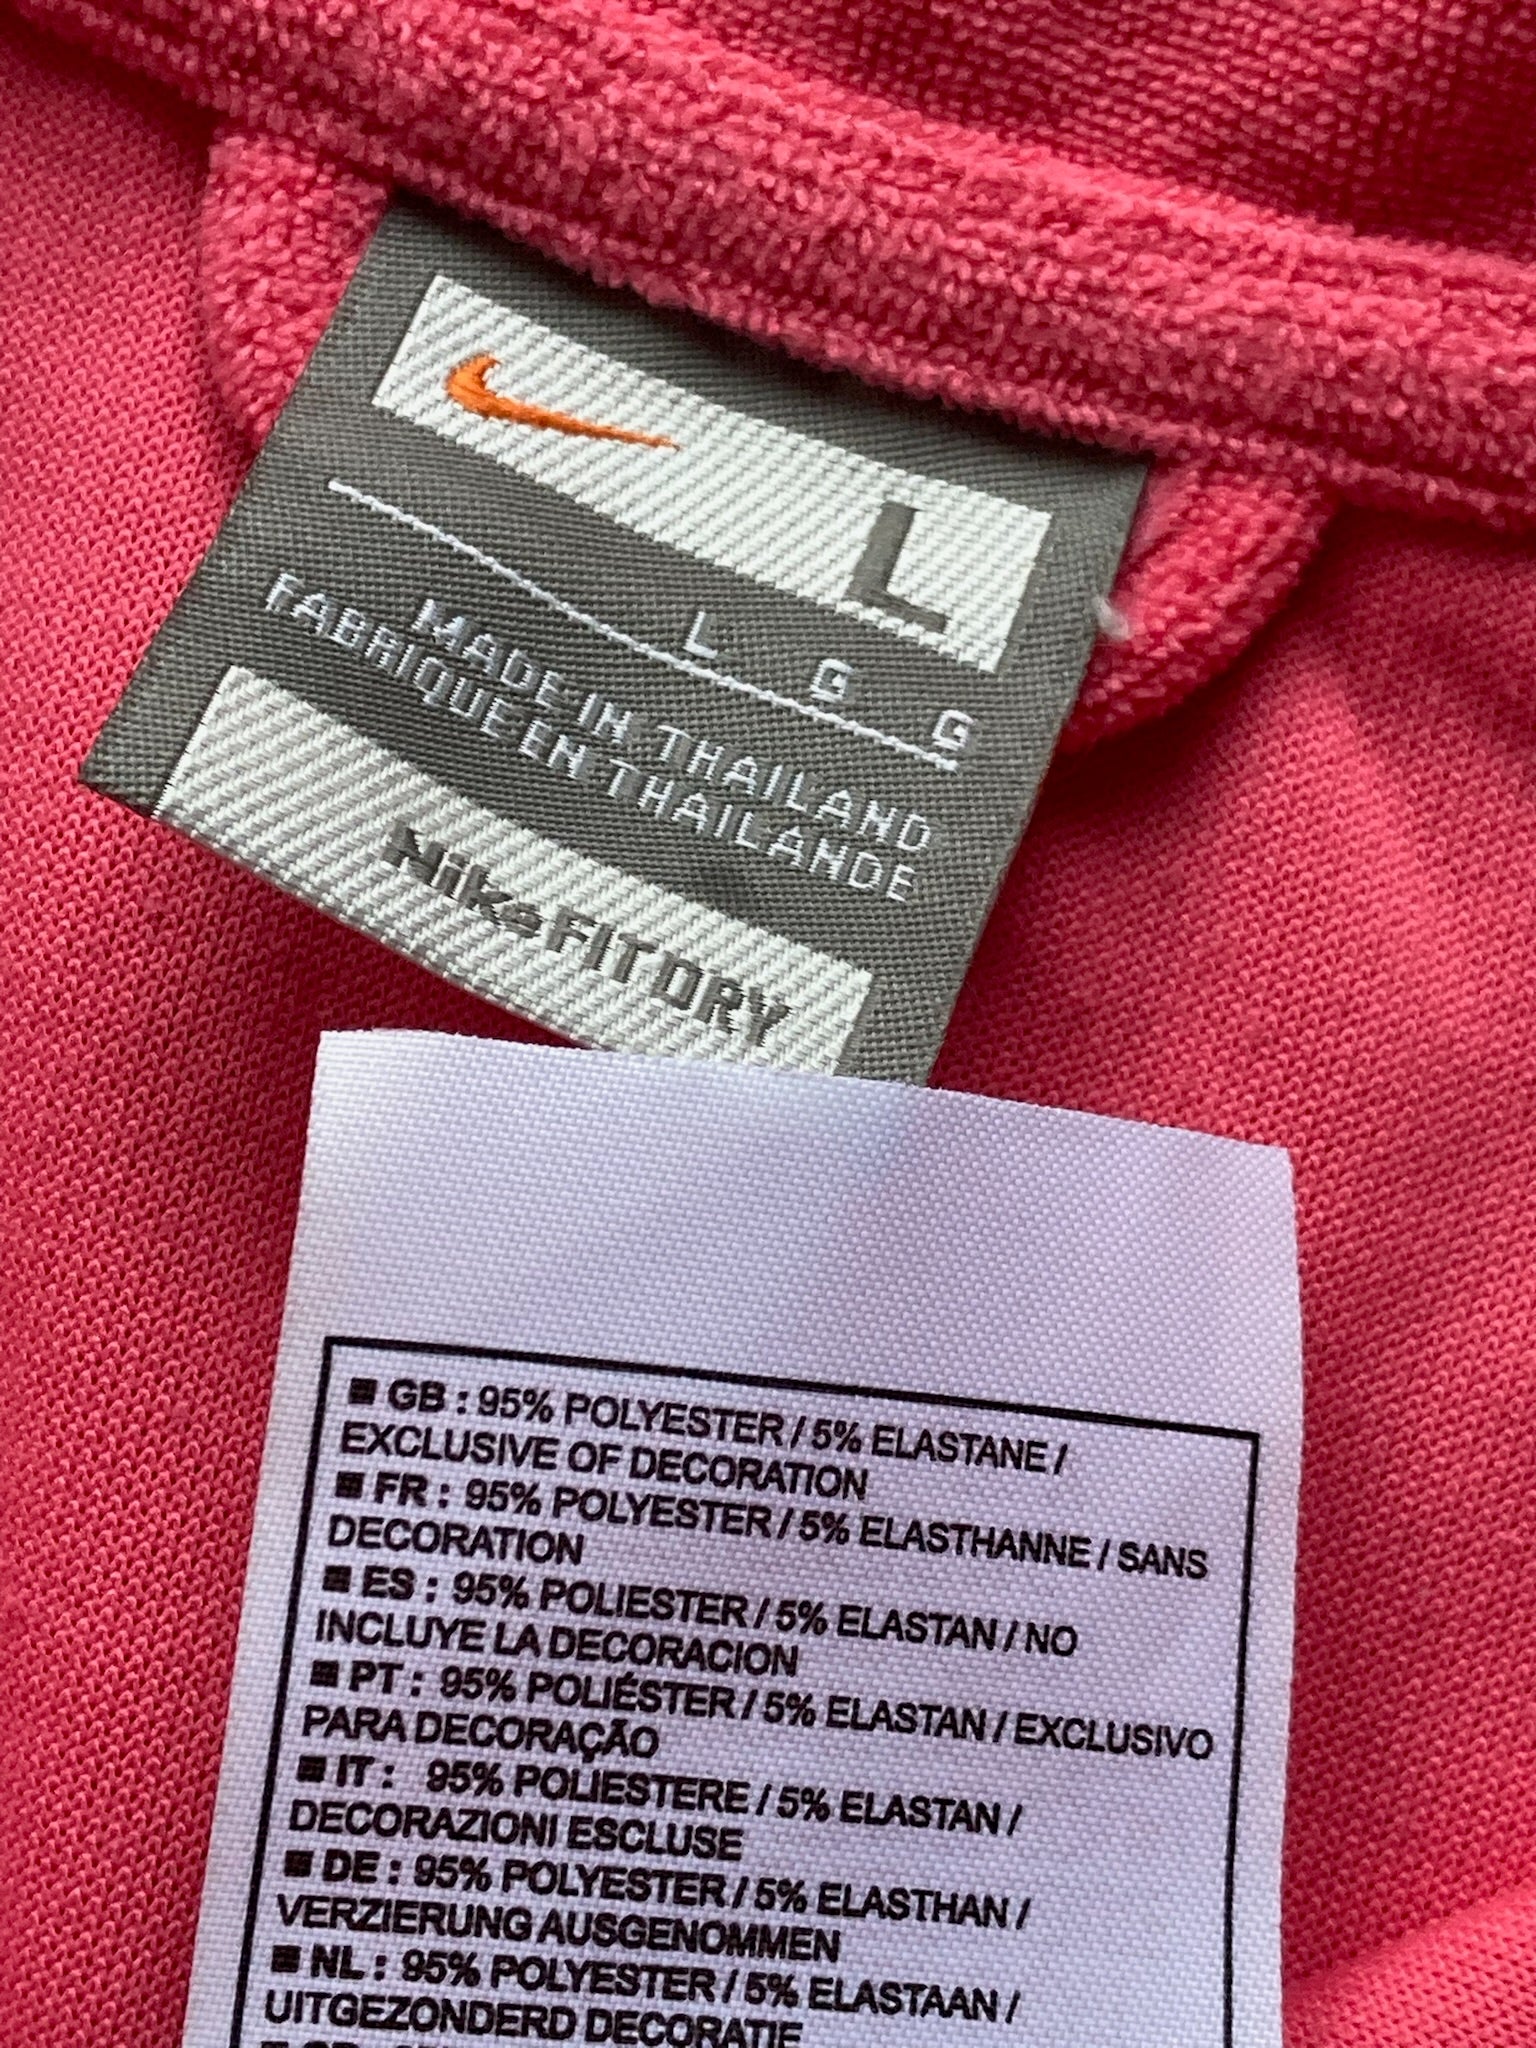 L
L G G
MADE IN THAILAND
FABRIQUE EN THAILANDE
Nike FIT DRY
GB : 95% POLYESTER / 5% ELASTANE /
EXCLUSIVE OF DECORATION
FR : 95% POLYESTER / 5% ELASTHANNE / SANS
DECORATION
ES : 95% POLIESTER / 5% ELASTAN / NO
INCLUYE LA DECORACION
PT : 95% POLIÉSTER / 5% ELASTAN / EXCLUSIVO
PARA DECORAÇÃO
IT : 95% POLIESTERE / 5% ELASTAN /
DECORAZIONI ESCLUSE
DE : 95% POLYESTER / 5% ELASTHAN /
VERZIERUNG AUSGENOMMEN
NL : 95% POLYESTER / 5% ELASTAAN /
UITGEZONDERD DECORATIE